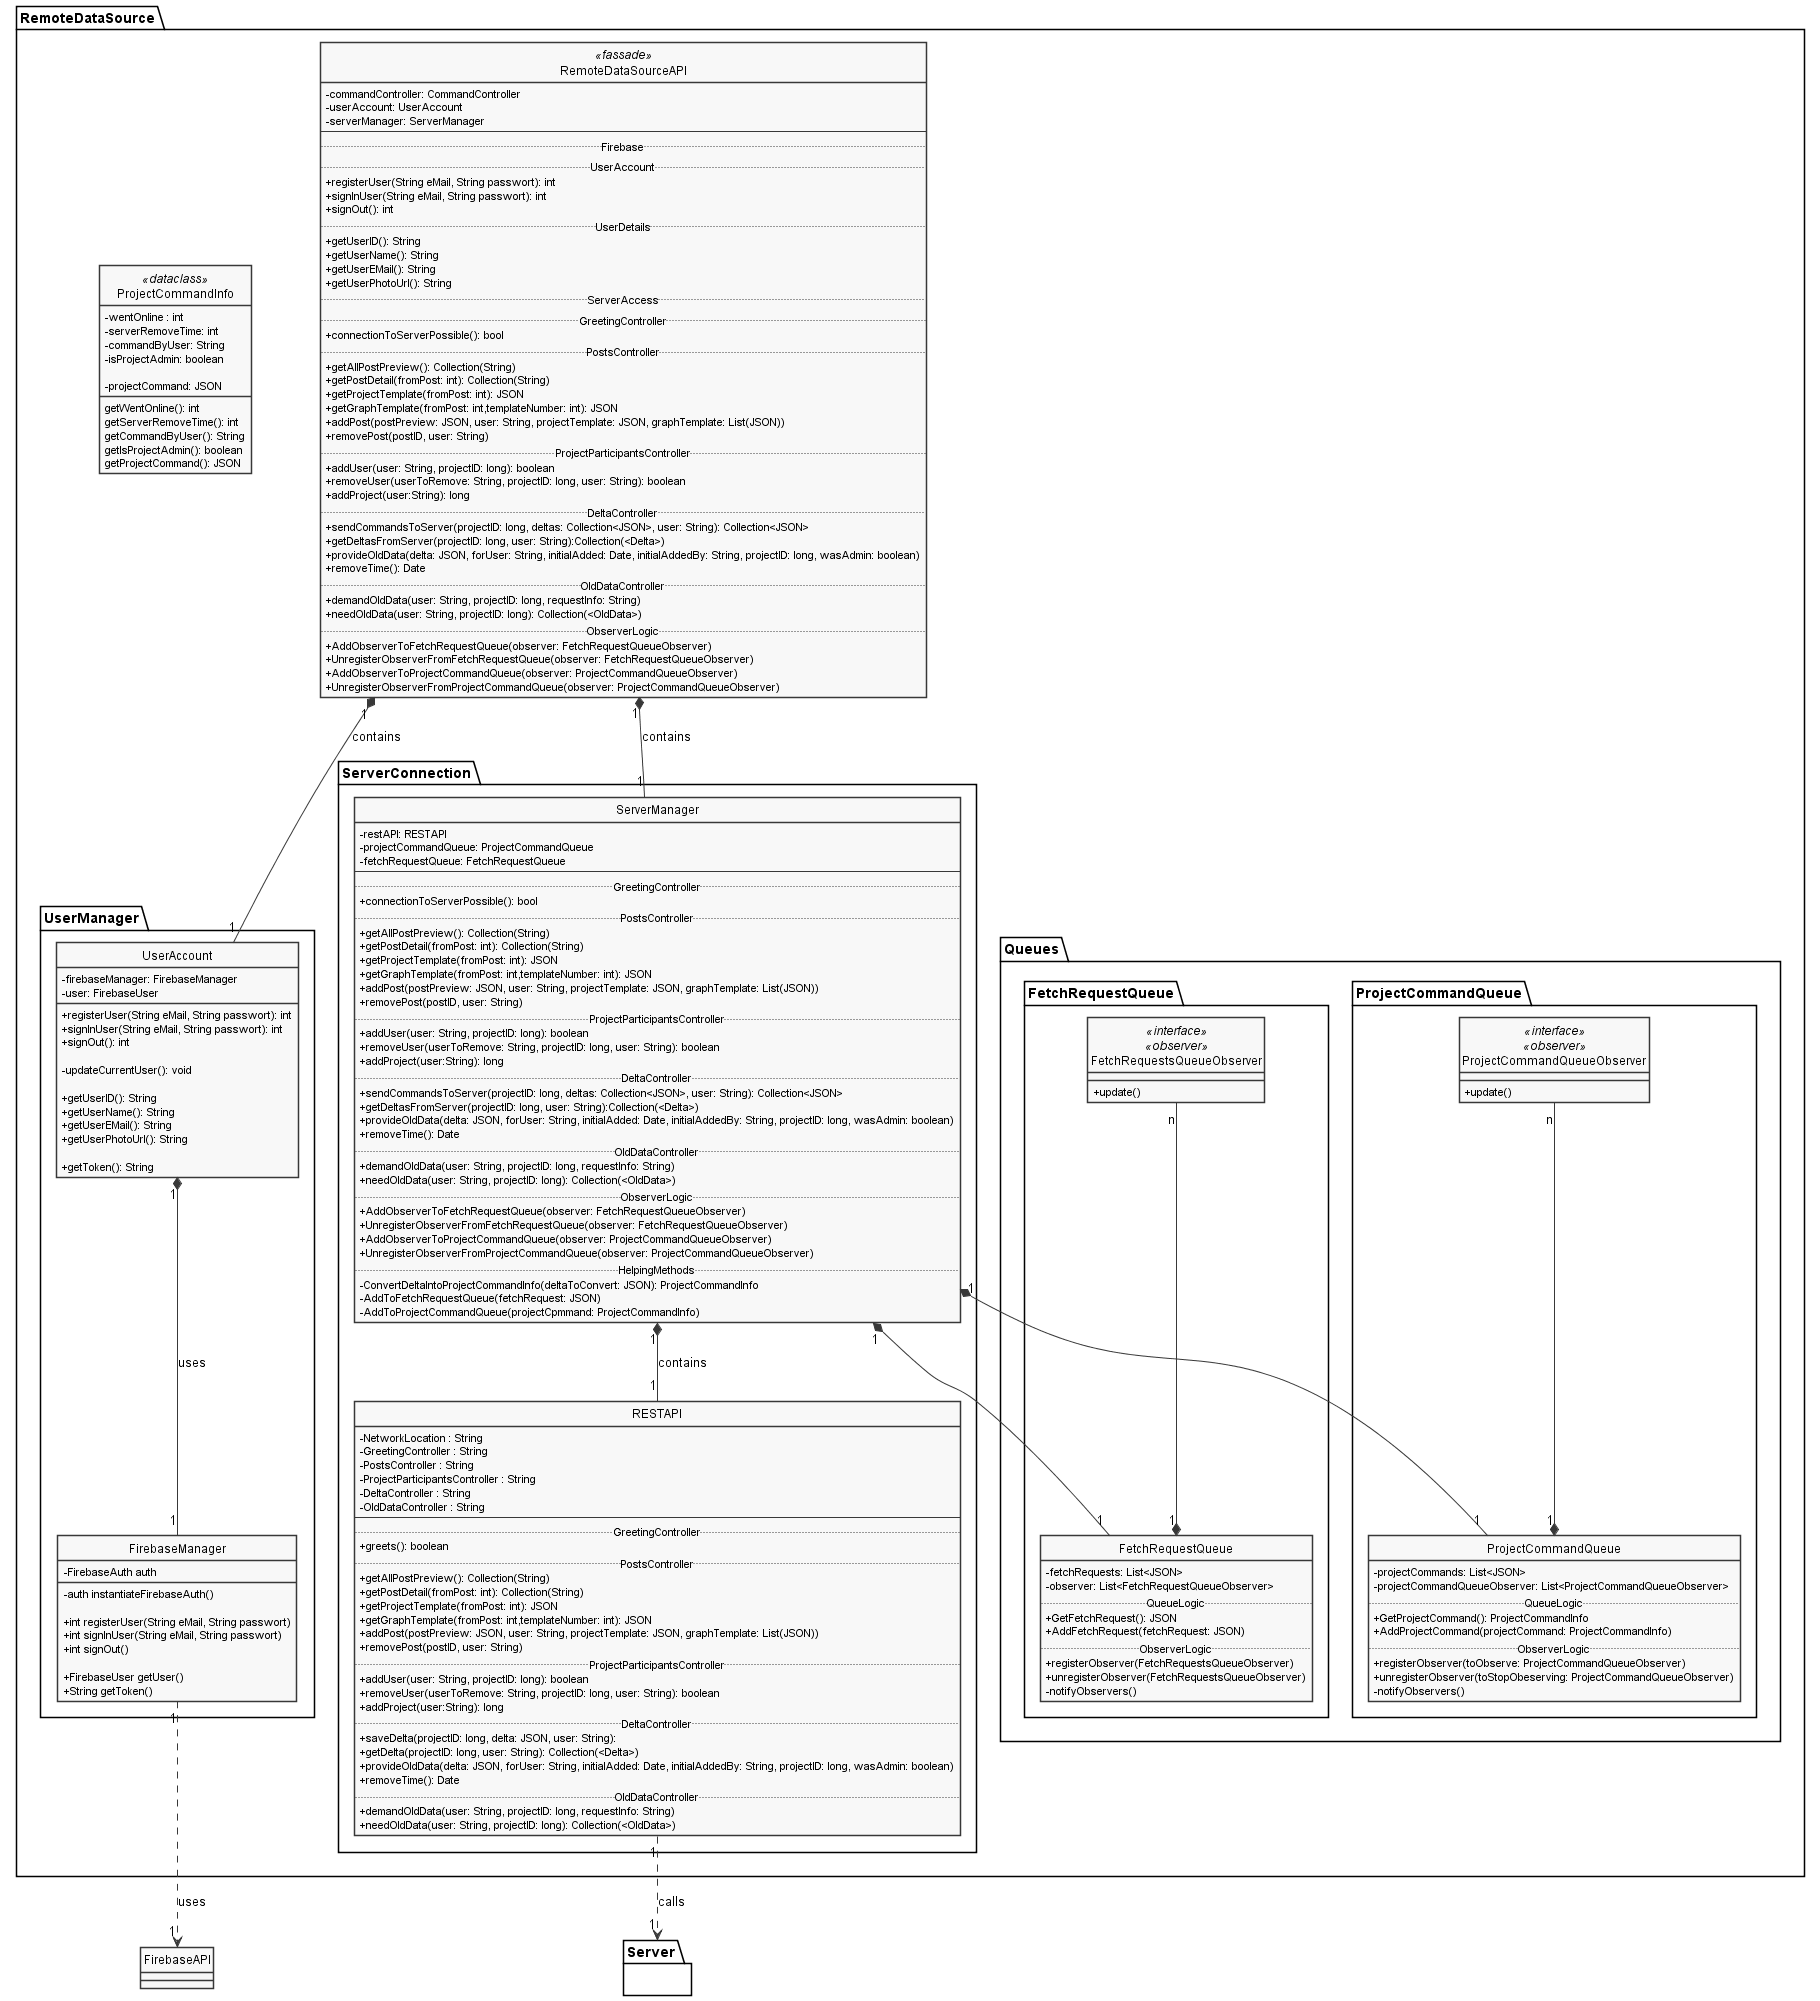 RemoteDataSource
«fassade»
RemoteDataSourceAPI
-commandController: CommandController
-userAccount: UserAccount
-serverManager: ServerManager
Firebase
UserAccount
+registerUser(String eMail, String passwort): int
+signInUser(String eMail, String passwort): int
+signOut(): int
UserDetails
+getUserID(): String
+getUserName(): String
+getUserEMail(): String
+getUserPhotoUrl(): String
ServerAccess
GreetingController
+connectionToServerPossible(): bool
PostsController
+getAllPostPreview(): Collection(String)
+getPostDetail(fromPost: int): Collection(String)
+getProjectTemplate(fromPost: int): JSON
+getGraphTemplate(fromPost: int,templateNumber: int): JSON
+addPost(postPreview: JSON, user: String, projectTemplate: JSON, graphTemplate: List(JSON))
+removePost(postID, user: String)
ProjectParticipantsController
+addUser(user: String, projectID: long): boolean
+removeUser(userToRemove: String, projectID: long, user: String): boolean
+addProject(user:String): long
DeltaController
+sendCommandsToServer(projectID: long, deltas: Collection<JSON>, user: String): Collection<JSON>
+getDeltasFromServer(projectID: long, user: String):Collection(<Delta>)
+provideOldData(delta: JSON, forUser: String, initialAdded: Date, initialAddedBy: String, projectID: long, wasAdmin: boolean)
+removeTime(): Date
OldDataController
+demandOldData(user: String, projectID: long, requestInfo: String)
+needOldData(user: String, projectID: long): Collection(<OldData>)
ObserverLogic
+AddObserverToFetchRequestQueue(observer: FetchRequestQueueObserver)
+UnregisterObserverFromFetchRequestQueue(observer: FetchRequestQueueObserver)
+AddObserverToProjectCommandQueue(observer: ProjectCommandQueueObserver)
+UnregisterObserverFromProjectCommandQueue(observer: ProjectCommandQueueObserver)
«dataclass»
ProjectCommandInfo
-wentOnline : int
-serverRemoveTime: int
-commandByUser: String
-isProjectAdmin: boolean
-projectCommand: JSON
getWentOnline(): int
getServerRemoveTime(): int
getCommandByUser(): String
getIsProjectAdmin(): boolean
getProjectCommand(): JSON
1
contains
1
1
contains
1
ServerConnection
ServerManager
-restAPI: RESTAPI
-projectCommandQueue: ProjectCommandQueue
-fetchRequestQueue: FetchRequestQueue
GreetingController
+connectionToServerPossible(): bool
PostsController
+getAllPostPreview(): Collection(String)
+getPostDetail(fromPost: int): Collection(String)
+getProjectTemplate(fromPost: int): JSON
+getGraphTemplate(fromPost: int,templateNumber: int): JSON
+addPost(postPreview: JSON, user: String, projectTemplate: JSON, graphTemplate: List(JSON))
+removePost(postID, user: String)
ProjectParticipantsController
+addUser(user: String, projectID: long): boolean
+removeUser(userToRemove: String, projectID: long, user: String): boolean
+addProject(user:String): long
DeltaController
+sendCommandsToServer(projectID: long, deltas: Collection<JSON>, user: String): Collection<JSON>
+getDeltasFromServer(projectID: long, user: String):Collection(<Delta>)
+provideOldData(delta: JSON, forUser: String, initialAdded: Date, initialAddedBy: String, projectID: long, wasAdmin: boolean)
+removeTime(): Date
OldDataController
+demandOldData(user: String, projectID: long, requestInfo: String)
+needOldData(user: String, projectID: long): Collection(<OldData>)
ObserverLogic
+AddObserverToFetchRequestQueue(observer: FetchRequestQueueObserver)
+UnregisterObserverFromFetchRequestQueue(observer: FetchRequestQueueObserver)
+AddObserverToProjectCommandQueue(observer: ProjectCommandQueueObserver)
+UnregisterObserverFromProjectCommandQueue(observer: ProjectCommandQueueObserver)
HelpingMethods
-ConvertDeltaIntoProjectCommandInfo(deltaToConvert: JSON): ProjectCommandInfo
-AddToFetchRequestQueue(fetchRequest: JSON)
-AddToProjectCommandQueue(projectCpmmand: ProjectCommandInfo)
UserManager
UserAccount
-firebaseManager: FirebaseManager
-user: FirebaseUser
+registerUser(String eMail, String passwort): int
+signInUser(String eMail, String passwort): int
+signOut(): int
-updateCurrentUser(): void
+getUserID(): String
+getUserName(): String
+getUserEMail(): String
+getUserPhotoUrl(): String
+getToken(): String
1
uses
1
FirebaseManager
-FirebaseAuth auth
-auth instantiateFirebaseAuth()
+int registerUser(String eMail, String passwort)
+int signInUser(String eMail, String passwort)
+int signOut()
+FirebaseUser getUser()
+String getToken()
Queues
FetchRequestQueue
«interface»
«observer»
FetchRequestsQueueObserver
+update()
n
1
FetchRequestQueue
-fetchRequests: List<JSON>
-observer: List<FetchRequestQueueObserver>
QueueLogic
+GetFetchRequest(): JSON
+AddFetchRequest(fetchRequest: JSON)
ObserverLogic
+registerObserver(FetchRequestsQueueObserver)
+unregisterObserver(FetchRequestsQueueObserver)
-notifyObservers()
ProjectCommandQueue
«interface»
«observer»
ProjectCommandQueueObserver
+update()
n
1
ProjectCommandQueue
-projectCommands: List<JSON>
-projectCommandQueueObserver: List<ProjectCommandQueueObserver>
QueueLogic
+GetProjectCommand(): ProjectCommandInfo
+AddProjectCommand(projectCommand: ProjectCommandInfo)
ObserverLogic
+registerObserver(toObserve: ProjectCommandQueueObserver)
+unregisterObserver(toStopObeserving: ProjectCommandQueueObserver)
-notifyObservers()
1
1
1
1
1
contains
1
RESTAPI
-NetworkLocation : String
-GreetingController : String
-PostsController : String
-ProjectParticipantsController : String
-DeltaController : String
-OldDataController : String
GreetingController
+greets(): boolean
PostsController
+getAllPostPreview(): Collection(String)
+getPostDetail(fromPost: int): Collection(String)
+getProjectTemplate(fromPost: int): JSON
+getGraphTemplate(fromPost: int,templateNumber: int): JSON
+addPost(postPreview: JSON, user: String, projectTemplate: JSON, graphTemplate: List(JSON))
+removePost(postID, user: String)
ProjectParticipantsController
+addUser(user: String, projectID: long): boolean
+removeUser(userToRemove: String, projectID: long, user: String): boolean
+addProject(user:String): long
DeltaController
+saveDelta(projectID: long, delta: JSON, user: String):
+getDelta(projectID: long, user: String): Collection(<Delta>)
+provideOldData(delta: JSON, forUser: String, initialAdded: Date, initialAddedBy: String, projectID: long, wasAdmin: boolean)
+removeTime(): Date
OldDataController
+demandOldData(user: String, projectID: long, requestInfo: String)
+needOldData(user: String, projectID: long): Collection(<OldData>)
1
uses
1
FirebaseAPI
1
calls
1
Server